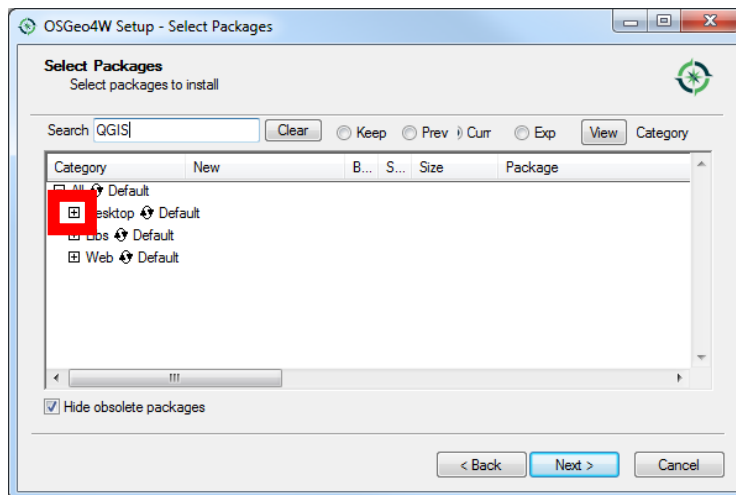 OSGeo4W Setup - Select Packages
Select Packages
Select packages to install
Search QGIS Clear Keep Prev Curr Exp View Category
Category New B... S... Size Package
All Default
Desktop Default
Libs Default
Web Default
Hide obsolete packages
< Back Next > Cancel